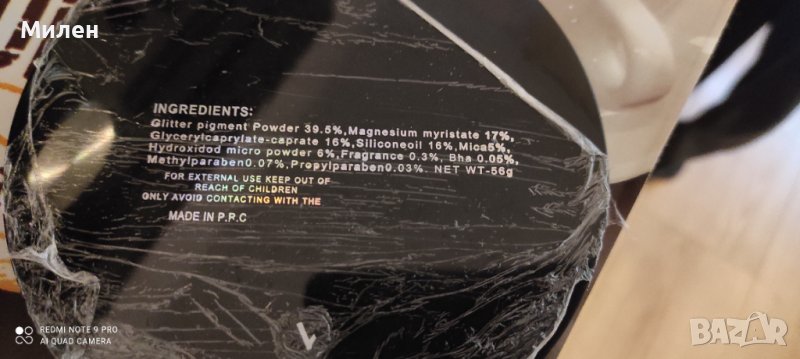 Милен
INGREDIENTS:
Glitter pigment Powder 39.5%,Magnesium myristate 17%,
Glycerylcaprylate-caprate 16%,Siliconeoil 16%,Mica5%,
Hydroxidod micro powder 6%,Fragrance 0.3%, Bha 0.05%,
Methylparaben0.07%,Propylparaben0.03%. NET WT-56g
FOR EXTERNAL USE KEEP OUT OF
REACH OF CHILDREN
ONLY AVOID CONTACTING WITH THE
MADE IN P.R.C
REDMI NOTE 9 PRO
AI QUAD CAMERA
BAZAR
bg